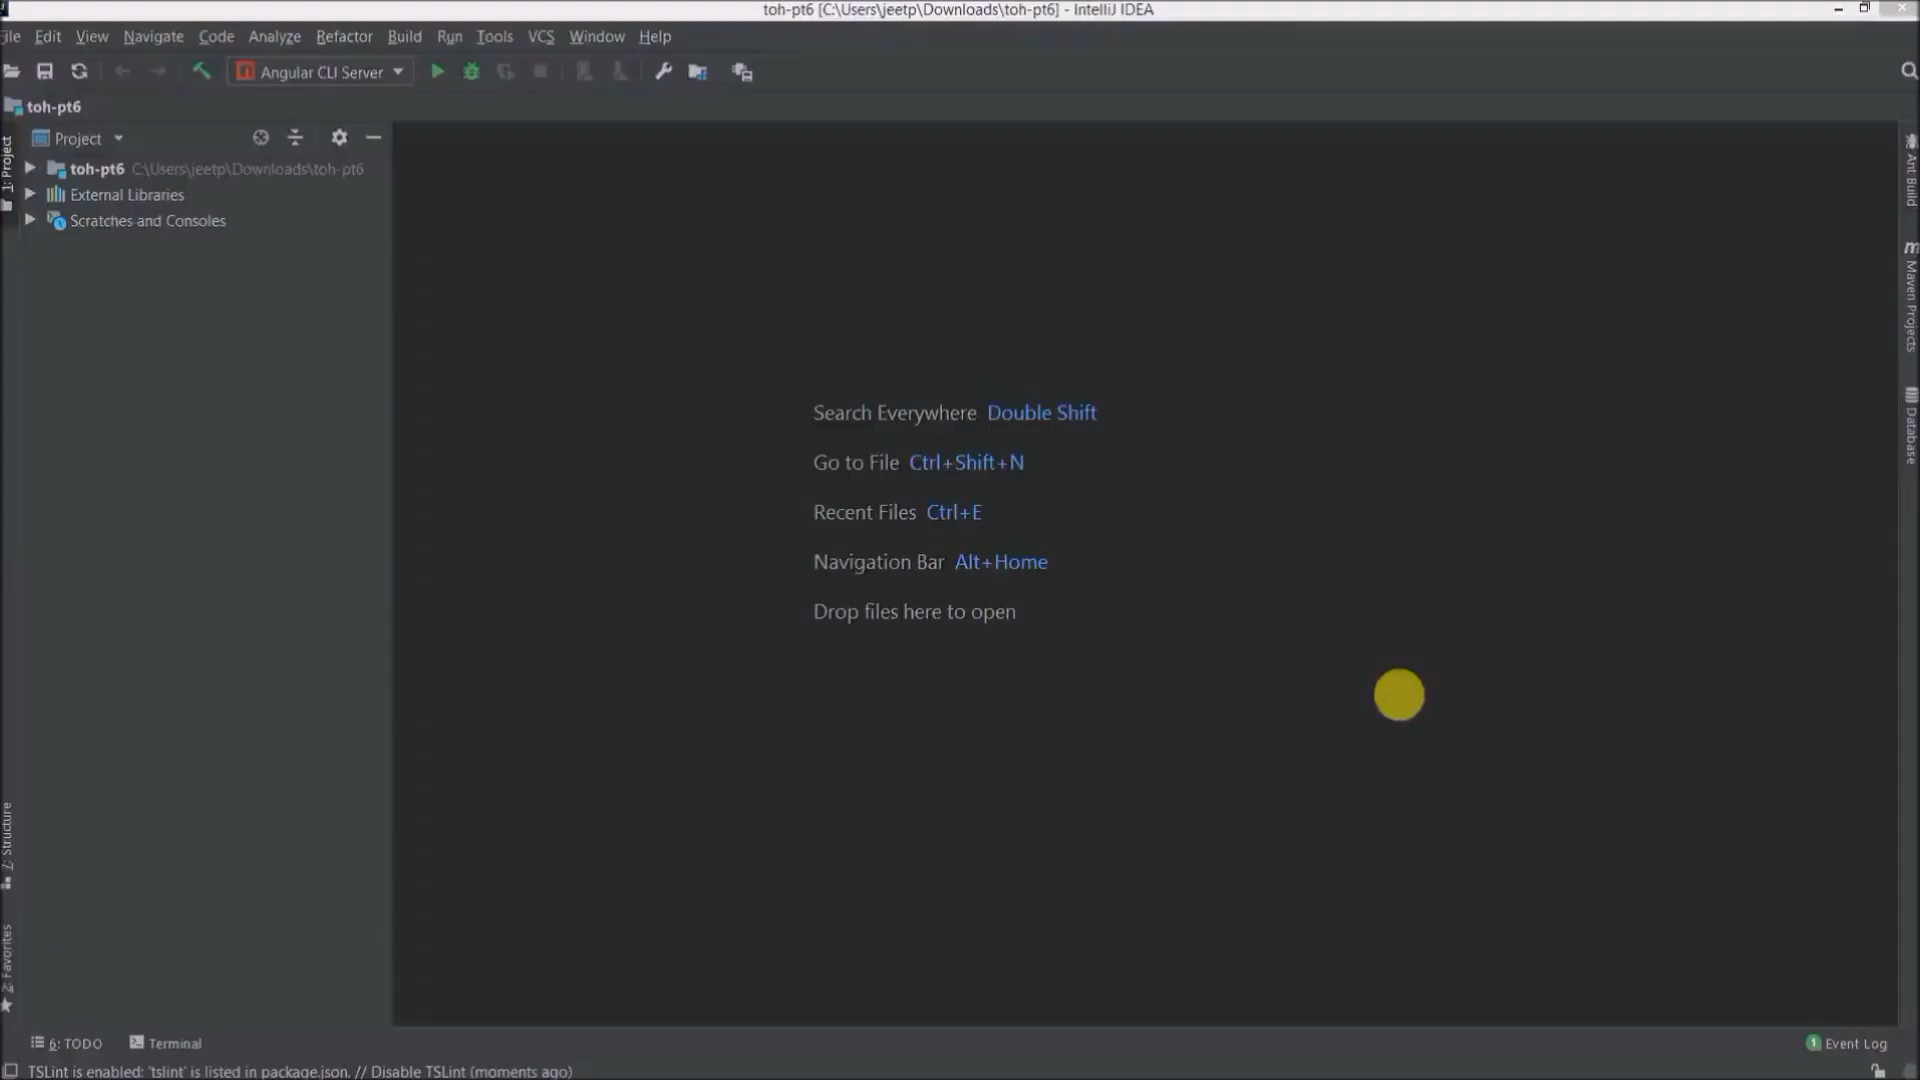 toh-pt6 [C:\Users\jeetp\Downloads\toh-pt6] - IntelliJ IDEA
ile Edit View Navigate Code Analyze Refactor Build Run Tools VCS Window Help
Angular CLI Server
toh-pt6
Project
toh-pt6 C:\Users\jeetp\Downloads\toh-pt6
External Libraries
Scratches and Consoles
1: Project
7: Structure
2: Favorites
Search Everywhere Double Shift
Go to File Ctrl+Shift+N
Recent Files Ctrl+E
Navigation Bar Alt+Home
Drop files here to open
Ant Build
m
Maven Projects
Database
6: TODO Terminal
1 Event Log
TSLint is enabled: 'tslint' is listed in package.json. // Disable TSLint (moments ago)